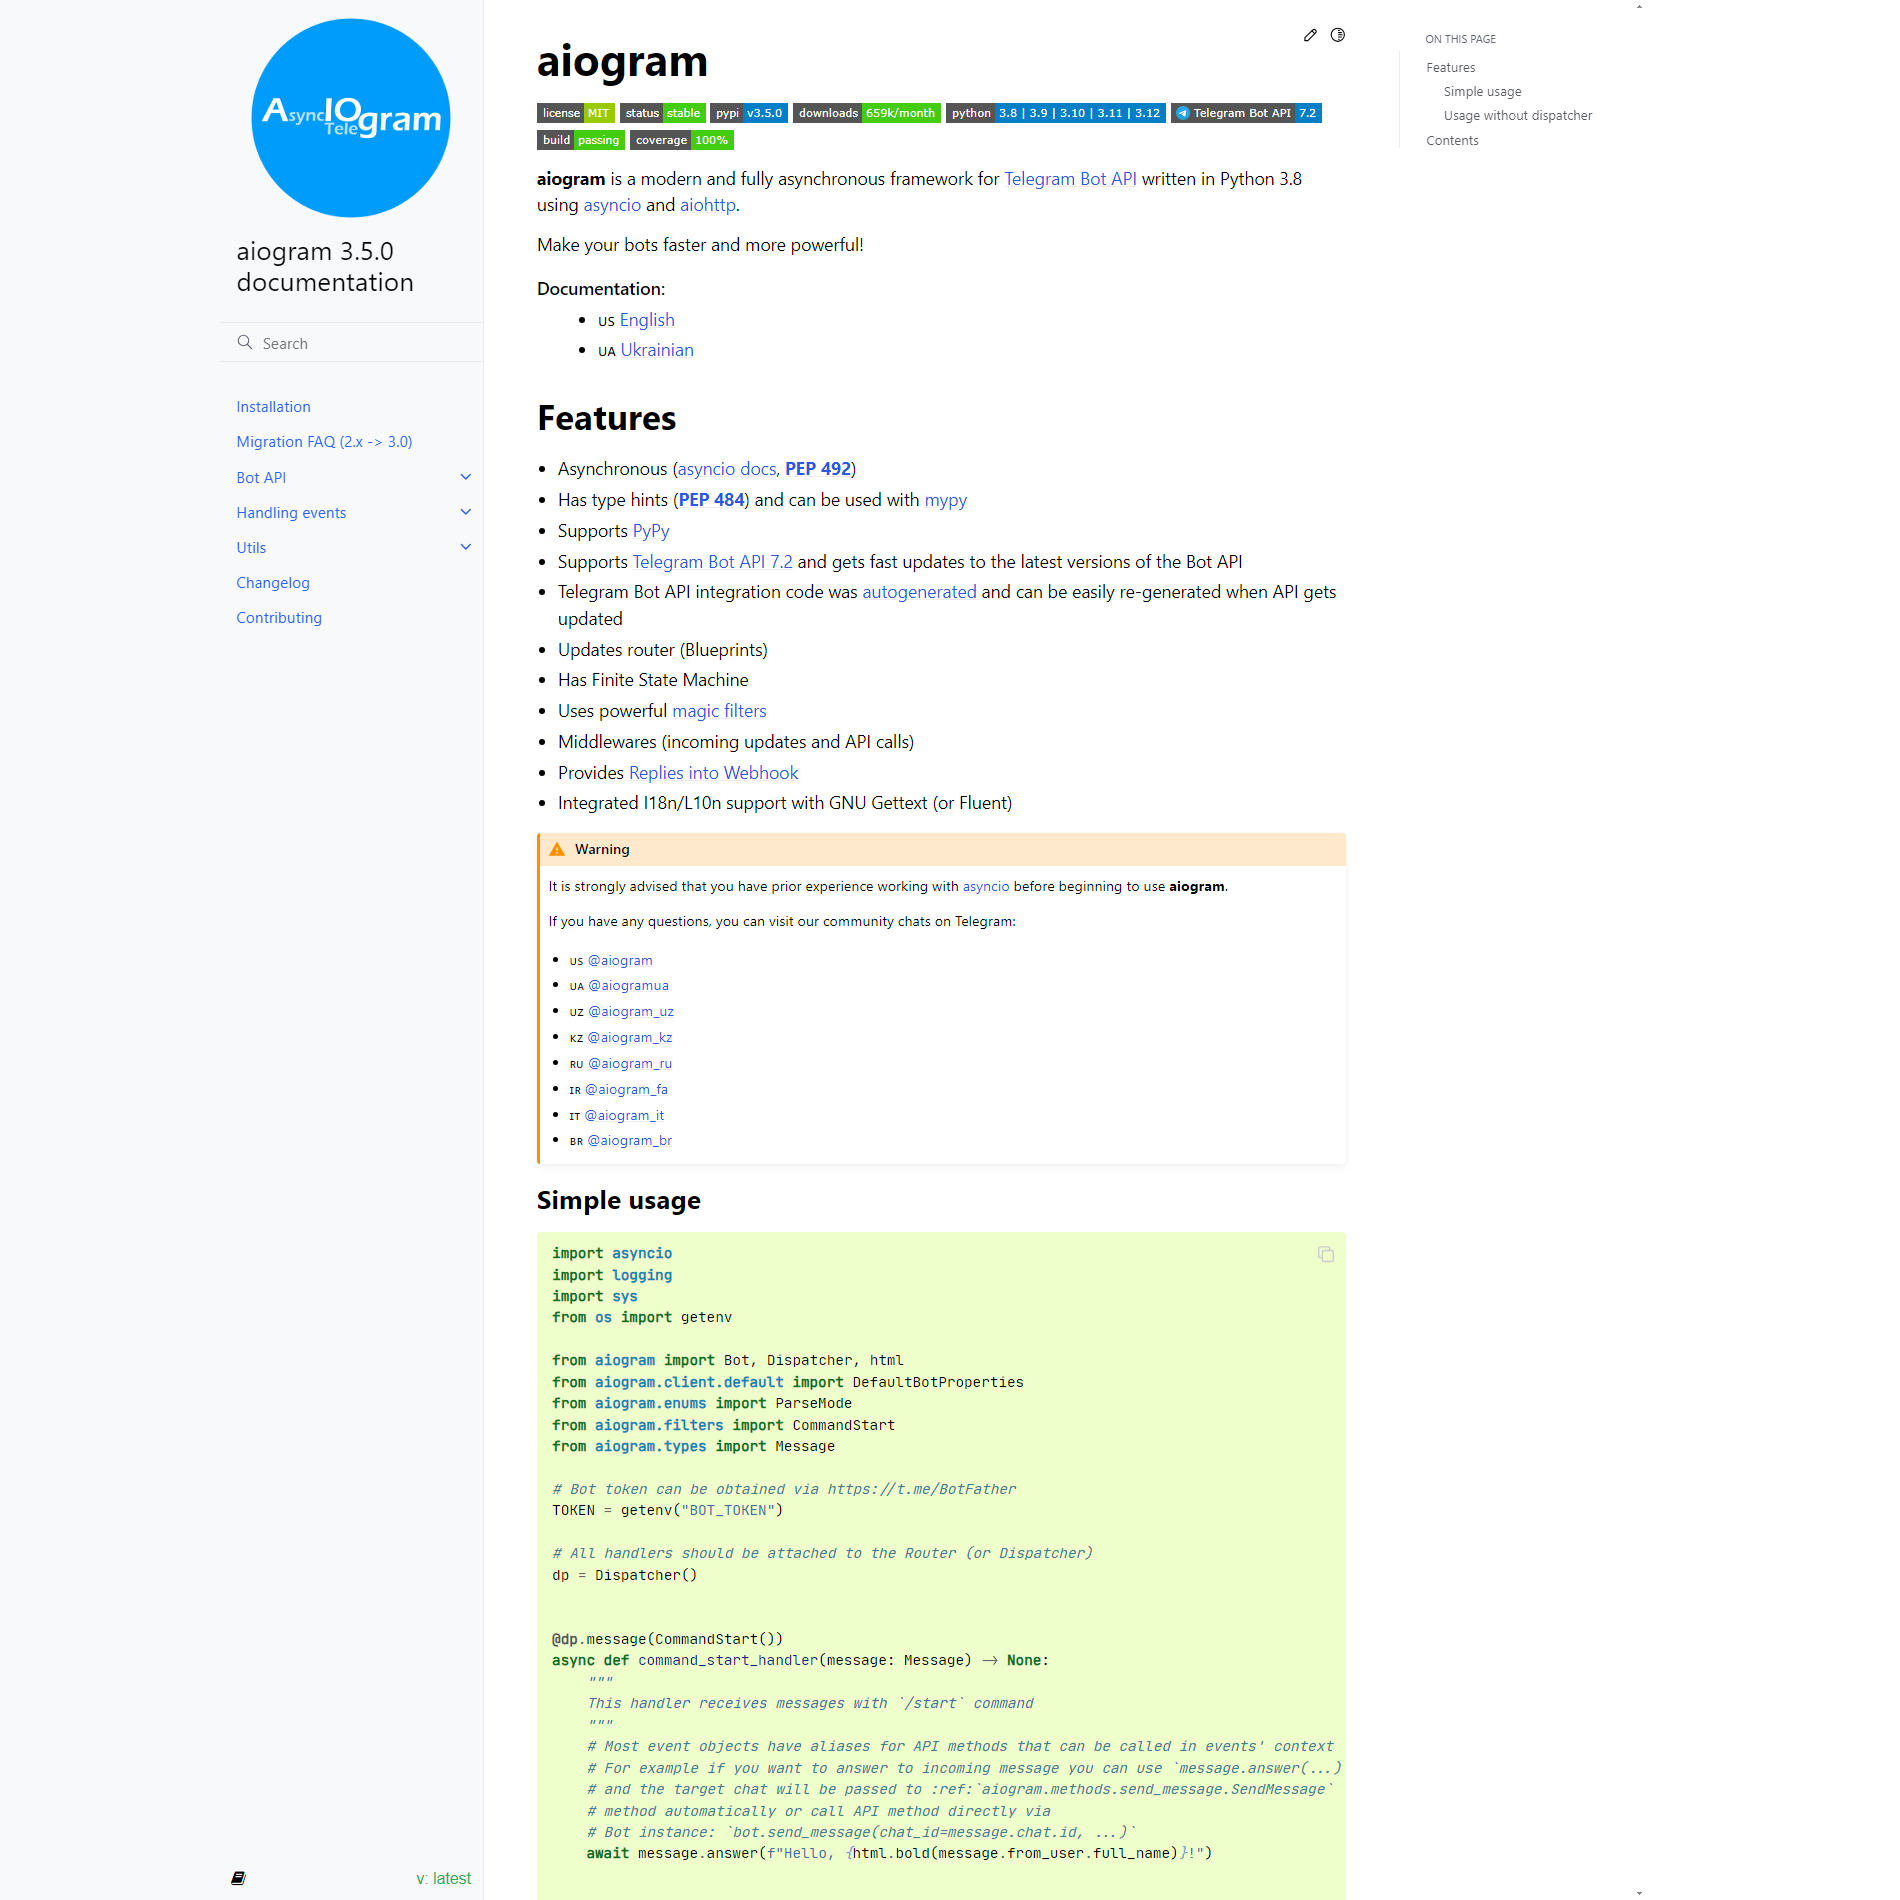 AsyncIOgram
Tele
aiogram 3.5.0
documentation
Search
Installation
Migration FAQ (2.x -> 3.0)
Bot API
Handling events
Utils
Changelog
Contributing
v: latest
aiogram
license MIT status stable pypi v3.5.0 downloads 659k/month python 3.8 | 3.9 | 3.10 | 3.11 | 3.12 Telegram Bot API 7.2
build passing coverage 100%
aiogram is a modern and fully asynchronous framework for Telegram Bot API written in Python 3.8
using asyncio and aiohttp.
Make your bots faster and more powerful!
Documentation:
• US English
• UA Ukrainian
Features
• Asynchronous (asyncio docs, PEP 492)
• Has type hints (PEP 484) and can be used with mypy
• Supports PyPy
• Supports Telegram Bot API 7.2 and gets fast updates to the latest versions of the Bot API
• Telegram Bot API integration code was autogenerated and can be easily re-generated when API gets
updated
• Updates router (Blueprints)
• Has Finite State Machine
• Uses powerful magic filters
• Middlewares (incoming updates and API calls)
• Provides Replies into Webhook
• Integrated I18n/L10n support with GNU Gettext (or Fluent)
Warning
It is strongly advised that you have prior experience working with asyncio before beginning to use aiogram.
If you have any questions, you can visit our community chats on Telegram:
• US @aiogram
• UA @aiogramua
• UZ @aiogram_uz
• KZ @aiogram_kz
• RU @aiogram_ru
• IR @aiogram_fa
• IT @aiogram_it
• BR @aiogram_br
Simple usage
import asyncio
import logging
import sys
from os import getenv
from aiogram import Bot, Dispatcher, html
from aiogram.client.default import DefaultBotProperties
from aiogram.enums import ParseMode
from aiogram.filters import CommandStart
from aiogram.types import Message
# Bot token can be obtained via https://t.me/BotFather
TOKEN = getenv("BOT_TOKEN")
# All handlers should be attached to the Router (or Dispatcher)
dp = Dispatcher()
@dp.message(CommandStart())
async def command_start_handler(message: Message) -> None:
"""
This handler receives messages with `/start` command
"""
# Most event objects have aliases for API methods that can be called in events' context
# For example if you want to answer to incoming message you can use `message.answer(...)
# and the target chat will be passed to :ref:`aiogram.methods.send_message.SendMessage`
# method automatically or call API method directly via
# Bot instance: `bot.send_message(chat_id=message.chat.id, ...)`
await message.answer(f"Hello, {html.bold(message.from_user.full_name)}!")
ON THIS PAGE
Features
Simple usage
Usage without dispatcher
Contents